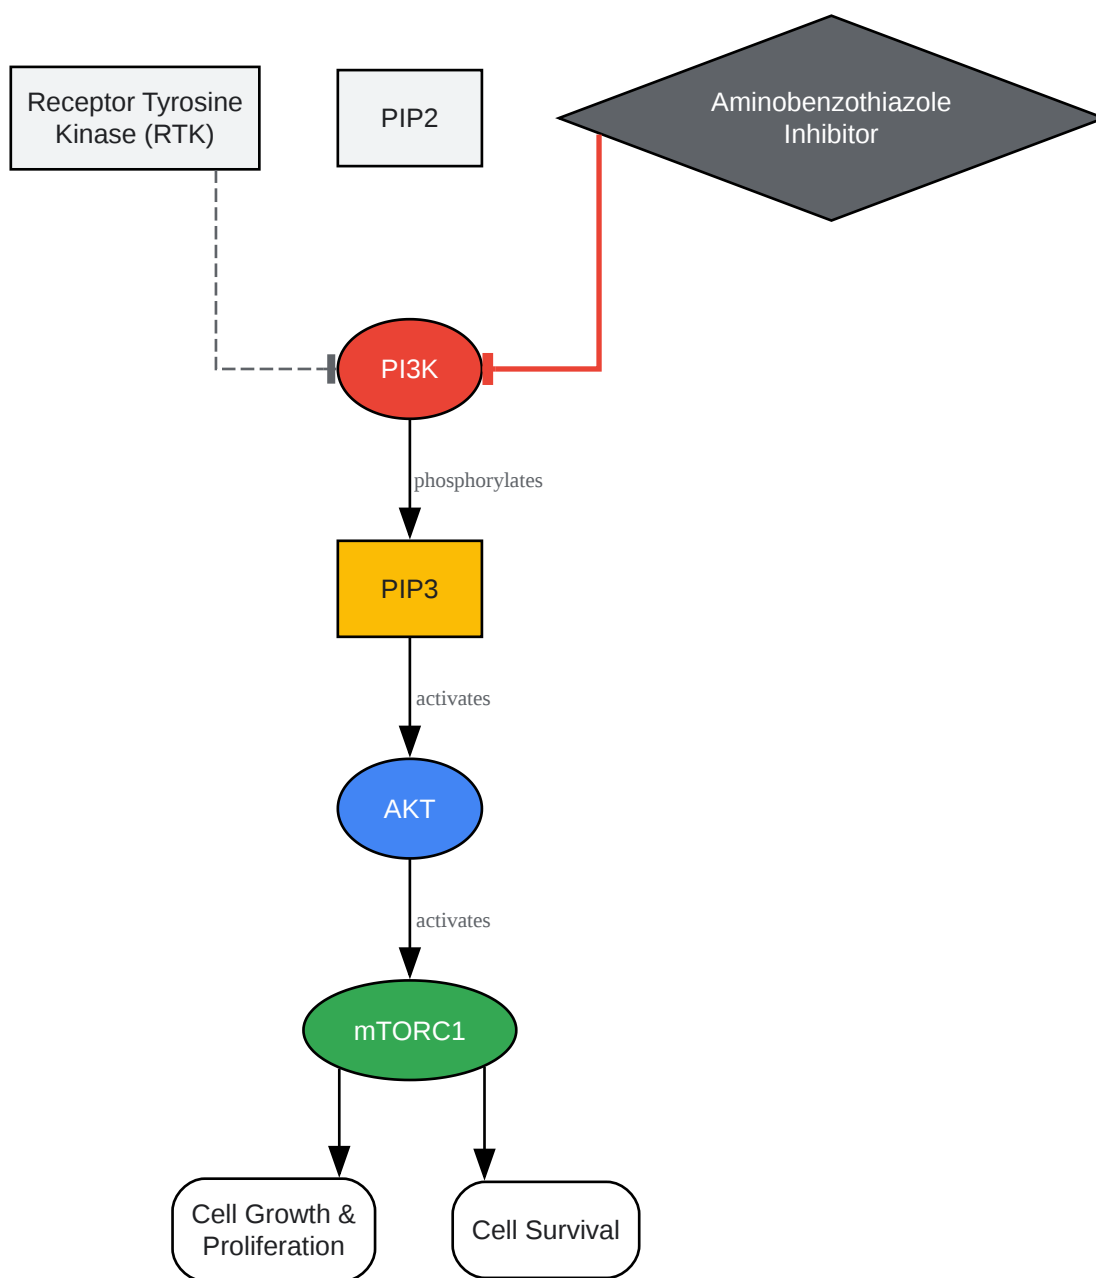 Receptor Tyrosine
Kinase (RTK)
PIP2
Aminobenzothiazole
Inhibitor
PI3K
phosphorylates
PIP3
activates
AKT
activates
mTORC1
Cell Growth &
Proliferation
Cell Survival